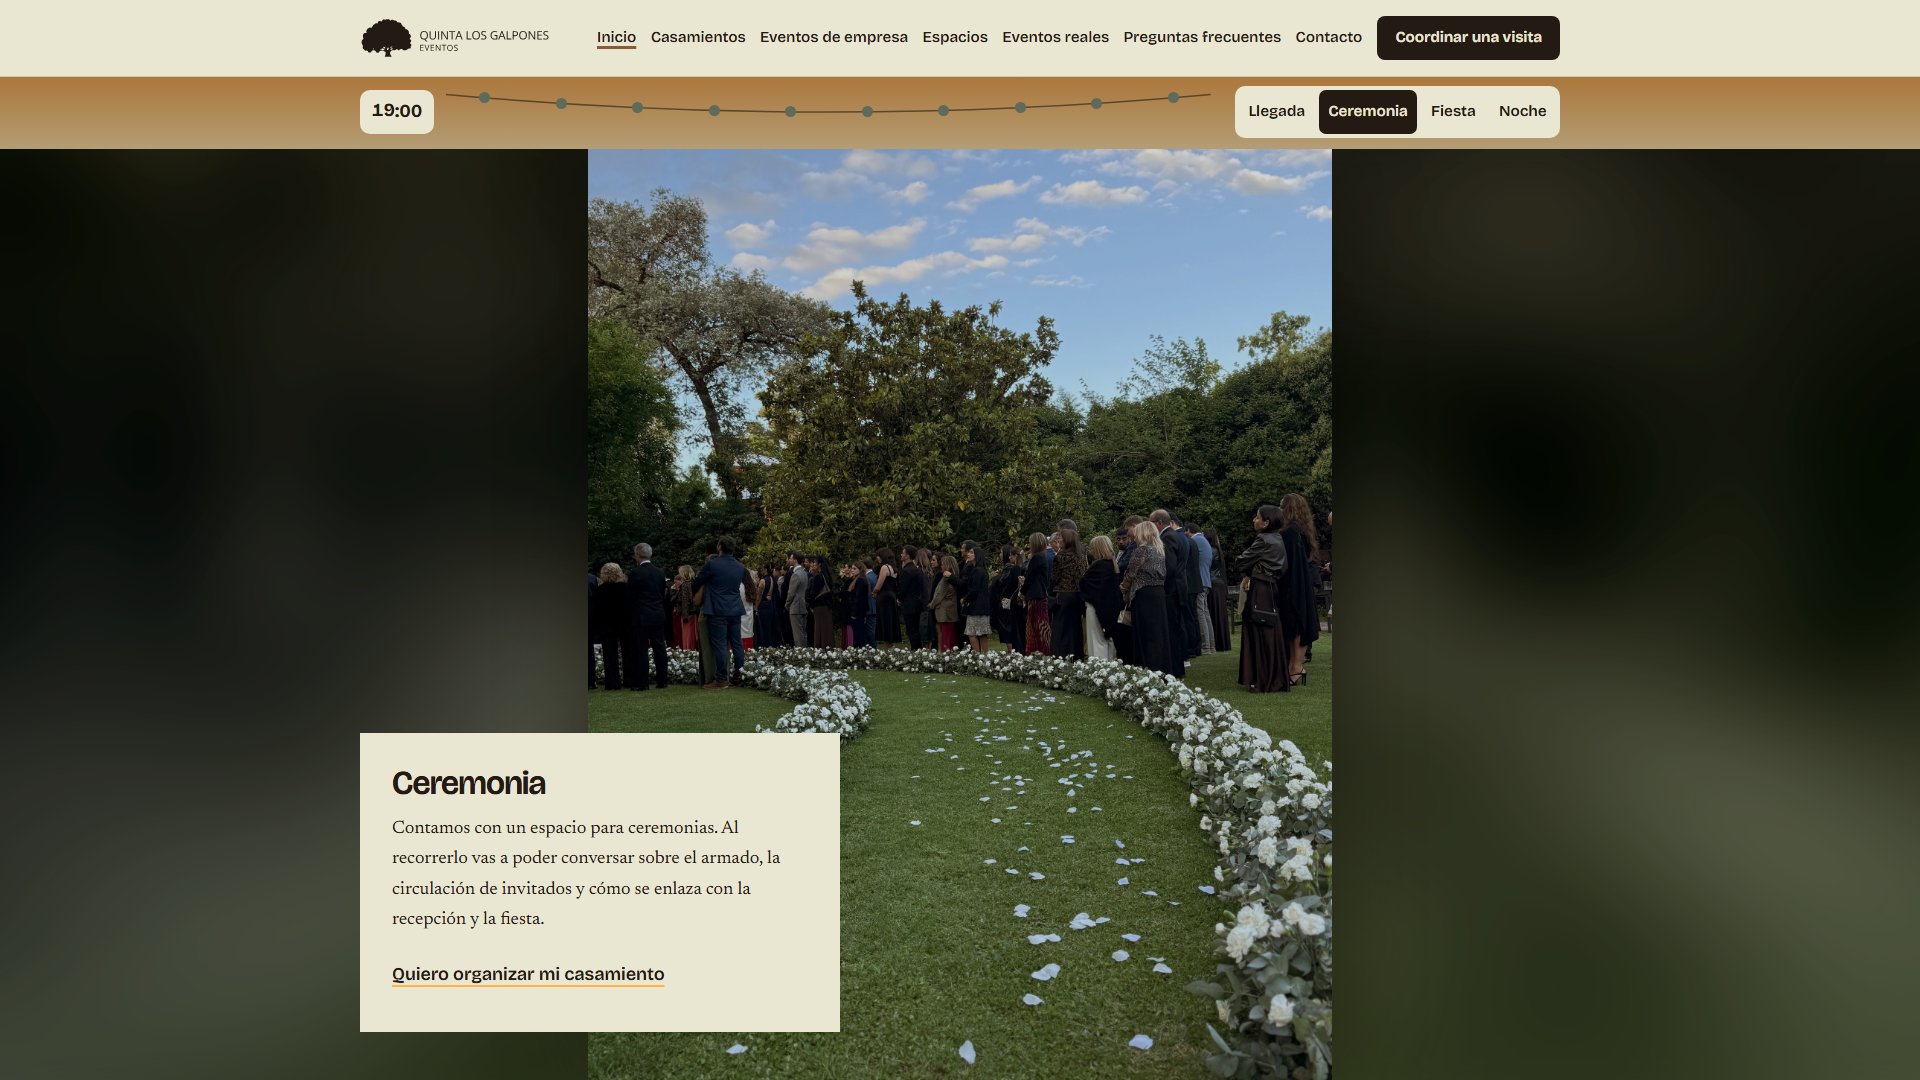 QUINTA LOS GALPONES
EVENTOS
Inicio
Casamientos
Eventos de empresa
Espacios
Eventos reales
Preguntas frecuentes
Contacto
Coordinar una visita
19:00
Llegada
Ceremonia
Fiesta
Noche
Ceremonia
Contamos con un espacio para ceremonias. Al
recorrerlo vas a poder conversar sobre el armado, la
circulación de invitados y cómo se enlaza con la
recepción y la fiesta.
Quiero organizar mi casamiento